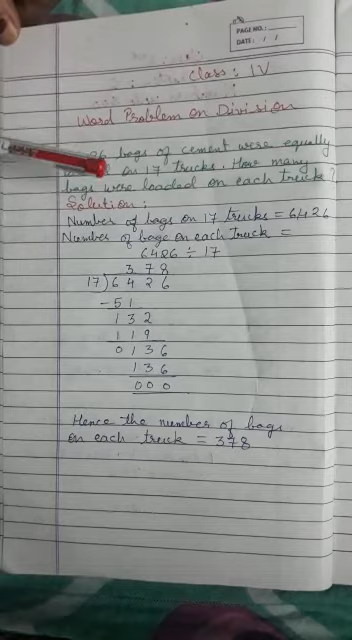 PAGE NO.:
DATE: / /
Class: IV
Word Problem on Division
26 bags of cement were equally
on 17 trucks. How many
bags were loaded on each truck?
Solution:
Number of bags on 17 trucks = 6426
Number of bags on each truck =
6426 ÷ 17
378
17)6426
-51
132
119
0136
136
000
Hence the number of bags
on each truck = 378